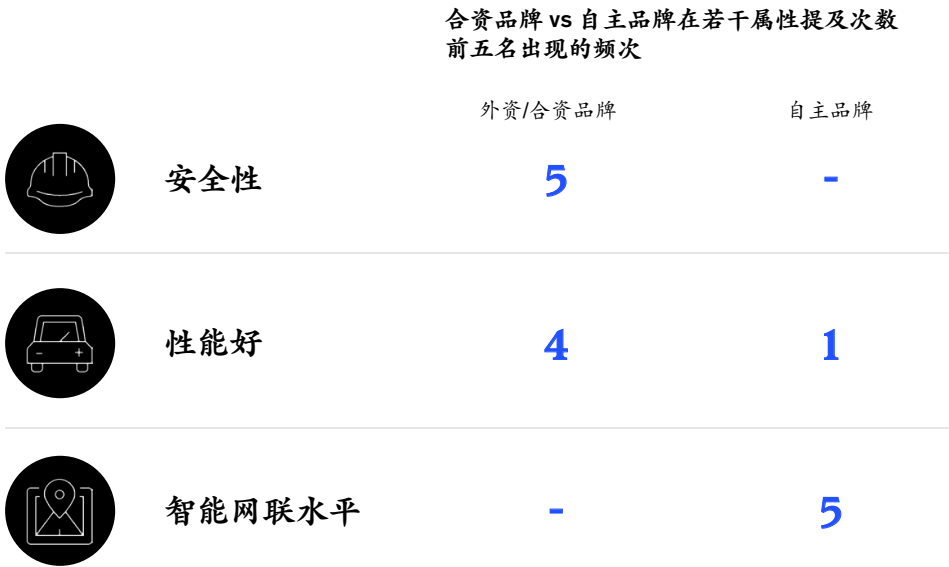 合资品牌 vs 自主品牌在若干属性提及次数
前五名出现的频次
外资/合资品牌 自主品牌
安全性 5 -
性能好 4 1
智能网联水平 - 5